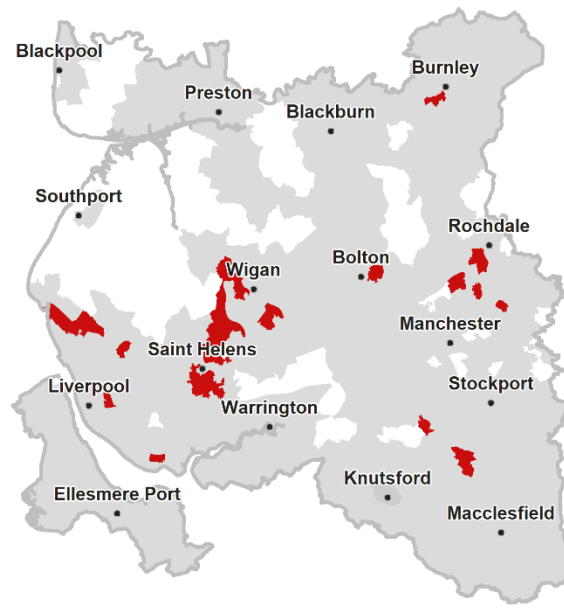 Blackpool
Burnley
Preston
Blackburn
Southport
Rochdale
Bolton
Wigan
Manchester
Saint Helens
Liverpool
Stockport
Warrington
Knutsford
Ellesmere Port
Macclesfield